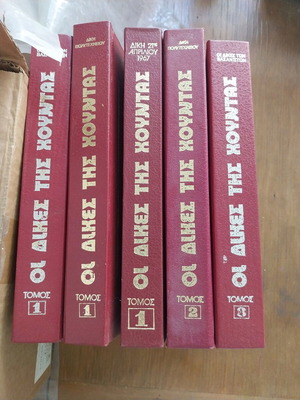 ΟΙ ΔΙΚΕΣ ΤΗΣ ΧΟΥΝΤΑΣ
ΤΟΜΟΣ
1
ΔΙΚΗ
ΠΟΛΥΤΕΧΝΕΙΟΥ
ΟΙ ΔΙΚΕΣ ΤΗΣ ΧΟΥΝΤΑΣ
ΤΟΜΟΣ
1
ΔΙΚΗ 21ης
ΑΠΡΙΛΙΟΥ
1967
ΟΙ ΔΙΚΕΣ ΤΗΣ ΧΟΥΝΤΑΣ
ΤΟΜΟΣ
1
ΔΙΚΗ
ΠΟΛΥΤΕΧΝΕΙΟΥ
ΟΙ ΔΙΚΕΣ ΤΗΣ ΧΟΥΝΤΑΣ
ΤΟΜΟΣ
2
ΟΙ ΔΙΚΕΣ ΤΩΝ
ΒΑΣΑΝΙΣΤΩΝ
ΟΙ ΔΙΚΕΣ ΤΗΣ ΧΟΥΝΤΑΣ
ΤΟΜΟΣ
3